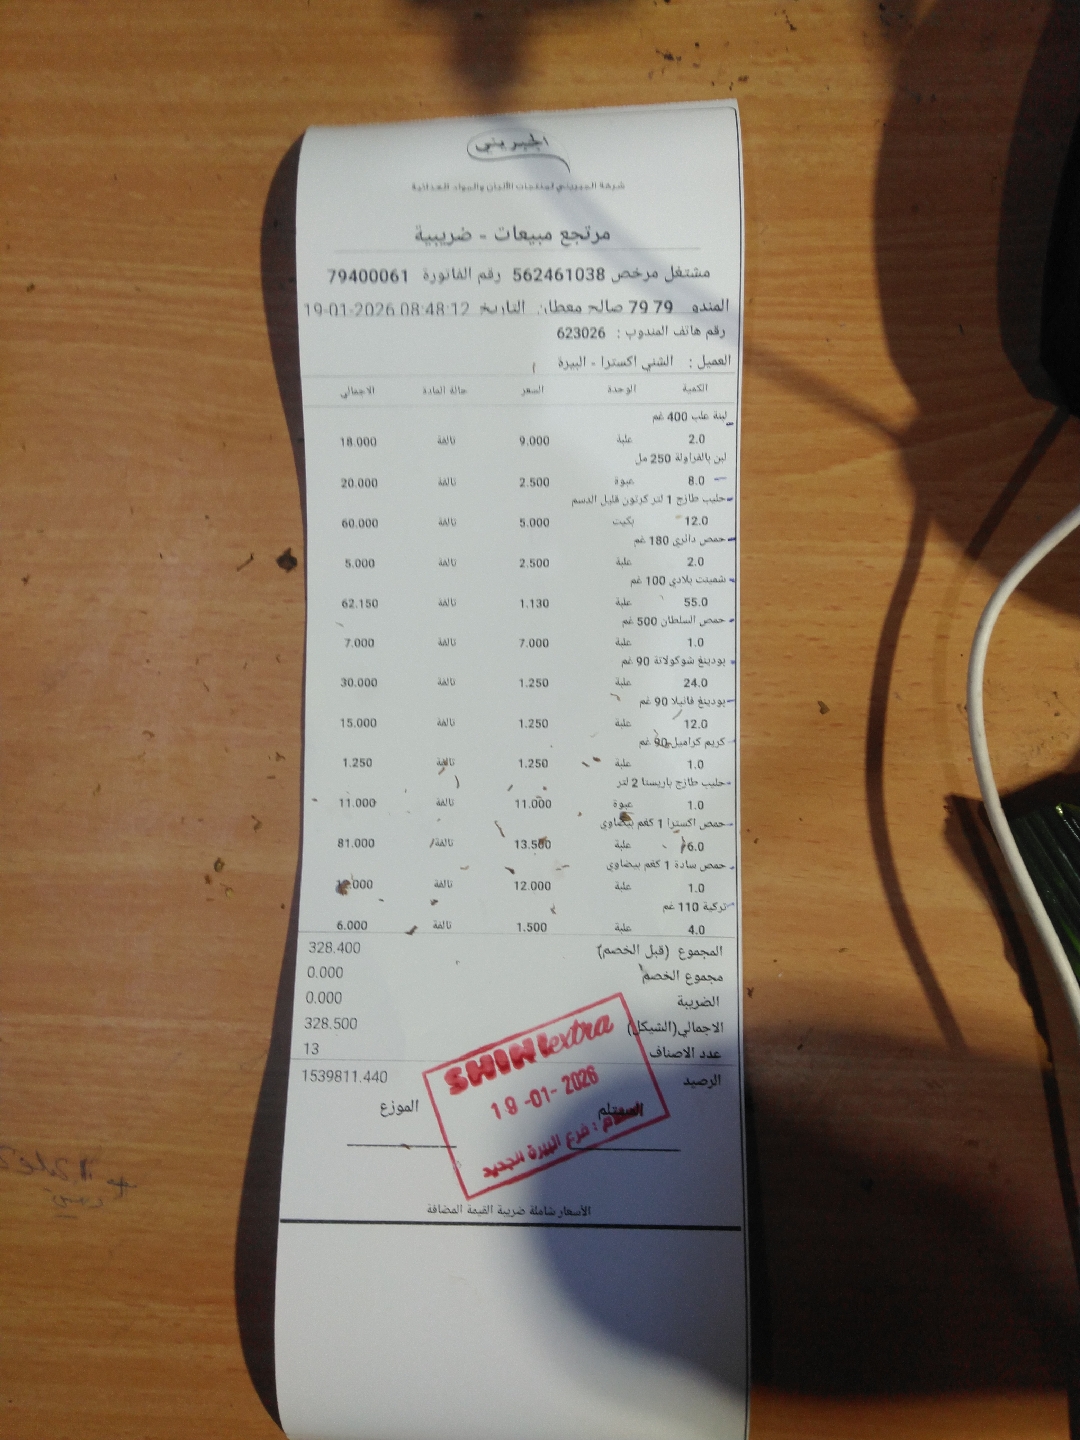 الجبريني
شركة الجبريني لمنتجات الألبان والمواد الغذائية
مرتجع مبيعات - ضريبية
مشتغل مرخص 562461038 رقم الفاتورة 79400061
المندو 79 79 صالح معطان التاريخ 19-01-2026 08:48:12
رقم هاتف المندوب : 623026
العميل : الشني اكسترا - البيرة
الكمية الوحدة السعر حالة المادة الاجمالي
لبنة علب 400 غم
2.0 علبة 9.000 تالفة 18.000
لبن بالفراولة 250 مل
8.0 عبوة 2.500 تالفة 20.000
حليب طازج 1 لتر كرتون قليل الدسم
12.0 بكيت 5.000 تالفة 60.000
حمص دائري 180 غم
2.0 علبة 2.500 تالفة 5.000
شمينت بلادي 100 غم
55.0 علبة 1.130 تالفة 62.150
حمص السلطان 500 غم
1.0 علبة 7.000 تالفة 7.000
بودينغ شوكولاتة 90 غم
24.0 علبة 1.250 تالفة 30.000
بودينغ فانيلا 90 غم
12.0 علبة 1.250 تالفة 15.000
كريم كراميل 90 غم
1.0 علبة 1.250 تالفة 1.250
حليب طازج باريستا 2 لتر
1.0 عبوة 11.000 تالفة 11.000
حمص اكسترا 1 كغم بيضاوي
6.0 علبة 13.500 تالفة 81.000
حمص سادة 1 كغم بيضاوي
1.0 علبة 12.000 تالفة
تركية 110 غم
4.0 علبة 1.500 تالفة 6.000
المجموع (قبل الخصم) 328.400
مجموع الخصم 0.000
الضريبة 0.000
الاجمالي(الشيكل) 328.500
عدد الاصناف 13
الرصيد 1539811.440
المستلم الموزع
SHINI extra
19 -01- 2026
فرع البيرة الجديد
الأسعار شاملة ضريبة القيمة المضافة